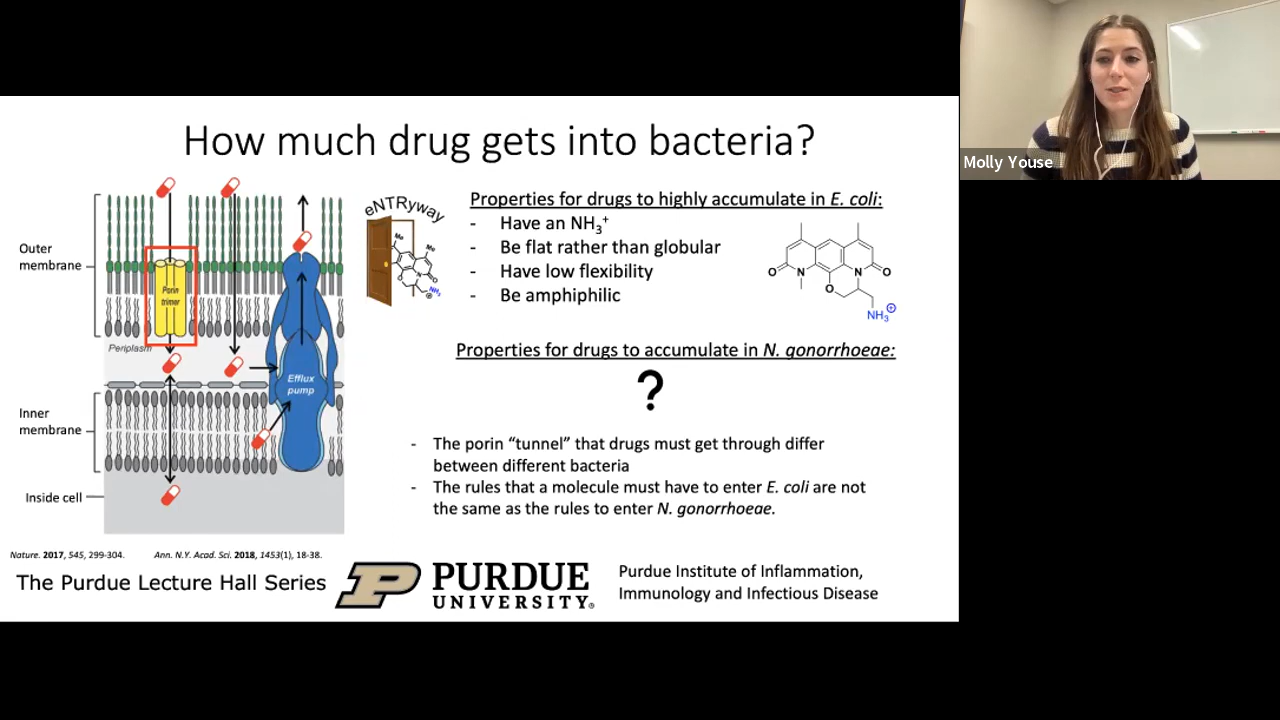 How much drug gets into bacteria?
Outer
membrane
Porin
trimer
Periplasm
Efflux
pump
Inner
membrane
Inside cell
eNTRyway
Me
Me
N
O
O
NH3
⊕
Properties for drugs to highly accumulate in E. coli:
- Have an NH3+
- Be flat rather than globular
- Have low flexibility
- Be amphiphilic
O
N
N
O
O
NH3
⊕
Properties for drugs to accumulate in N. gonorrhoeae:
?
- The porin “tunnel” that drugs must get through differ
between different bacteria
- The rules that a molecule must have to enter E. coli are not
the same as the rules to enter N. gonorrhoeae.
Nature. 2017, 545, 299-304.
Ann. N.Y. Acad. Sci. 2018, 1453(1), 18-38.
The Purdue Lecture Hall Series
P
PURDUE
UNIVERSITY®
Purdue Institute of Inflammation,
Immunology and Infectious Disease
Molly Youse